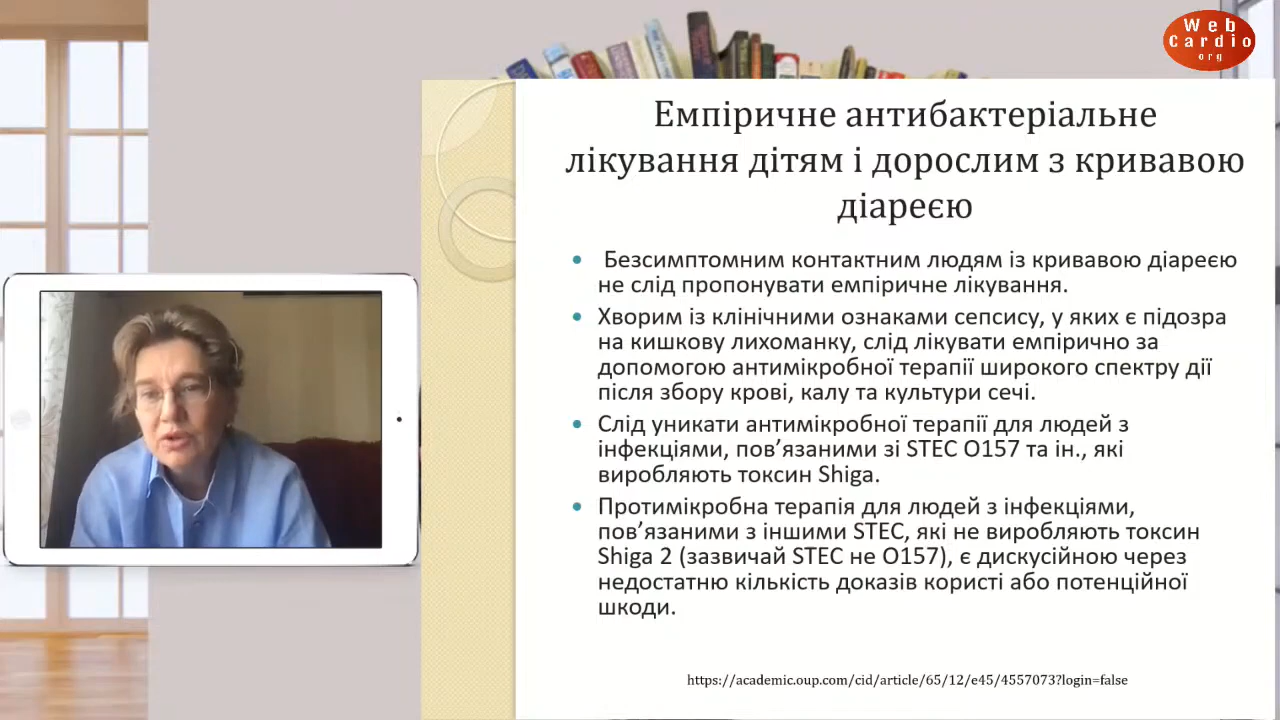 Web
Cardio
org
Емпіричне антибактеріальне
лікування дітям і дорослим з кривавою
діареєю
• Безсимптомним контактним людям із кривавою діареєю
не слід пропонувати емпіричне лікування.
• Хворим із клінічними ознаками сепсису, у яких є підозра
на кишкову лихоманку, слід лікувати емпірично за
допомогою антимікробної терапії широкого спектру дії
після збору крові, калу та культури сечі.
• Слід уникати антимікробної терапії для людей з
інфекціями, пов’язаними зі STEC O157 та ін., які
виробляють токсин Shiga.
• Протимікробна терапія для людей з інфекціями,
пов’язаними з іншими STEC, які не виробляють токсин
Shiga 2 (зазвичай STEC не O157), є дискусійною через
недостатню кількість доказів користі або потенційної
шкоди.
https://academic.oup.com/cid/article/65/12/e45/4557073?login=false